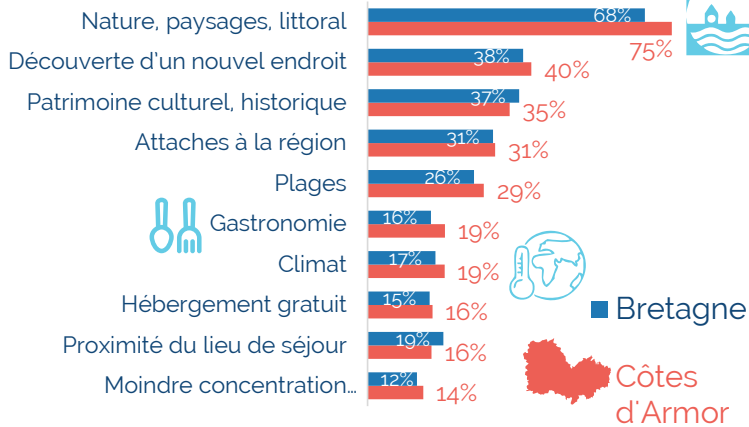 Nature, paysages, littoral 68% 75%
Découverte d'un nouvel endroit 38% 40%
Patrimoine culturel, historique 37% 35%
Attaches à la région 31% 31%
Plages 26% 29%
Gastronomie 16% 19%
Climat 17% 19%
Hébergement gratuit 15% 16%
Proximité du lieu de séjour 19% 16%
Moindre concentration... 12% 14%
Bretagne
Côtes
d'Armor